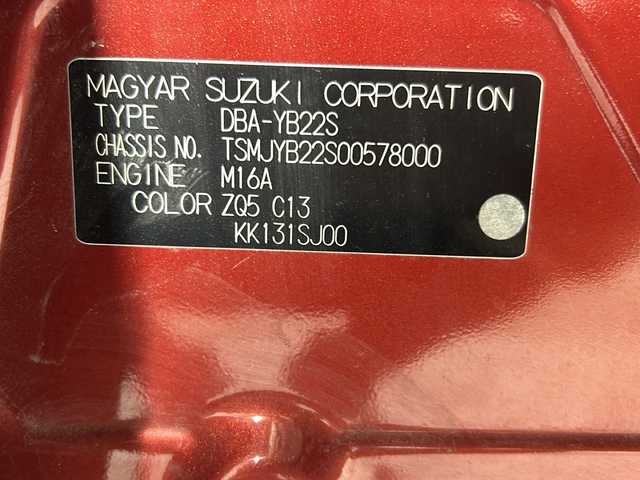 MAGYAR SUZUKI CORPORATION
TYPE DBA-YB22S
CHASSIS NO. TSMJYB22S00578000
ENGINE M16A
COLOR ZQ5 C13
KK131SJ00